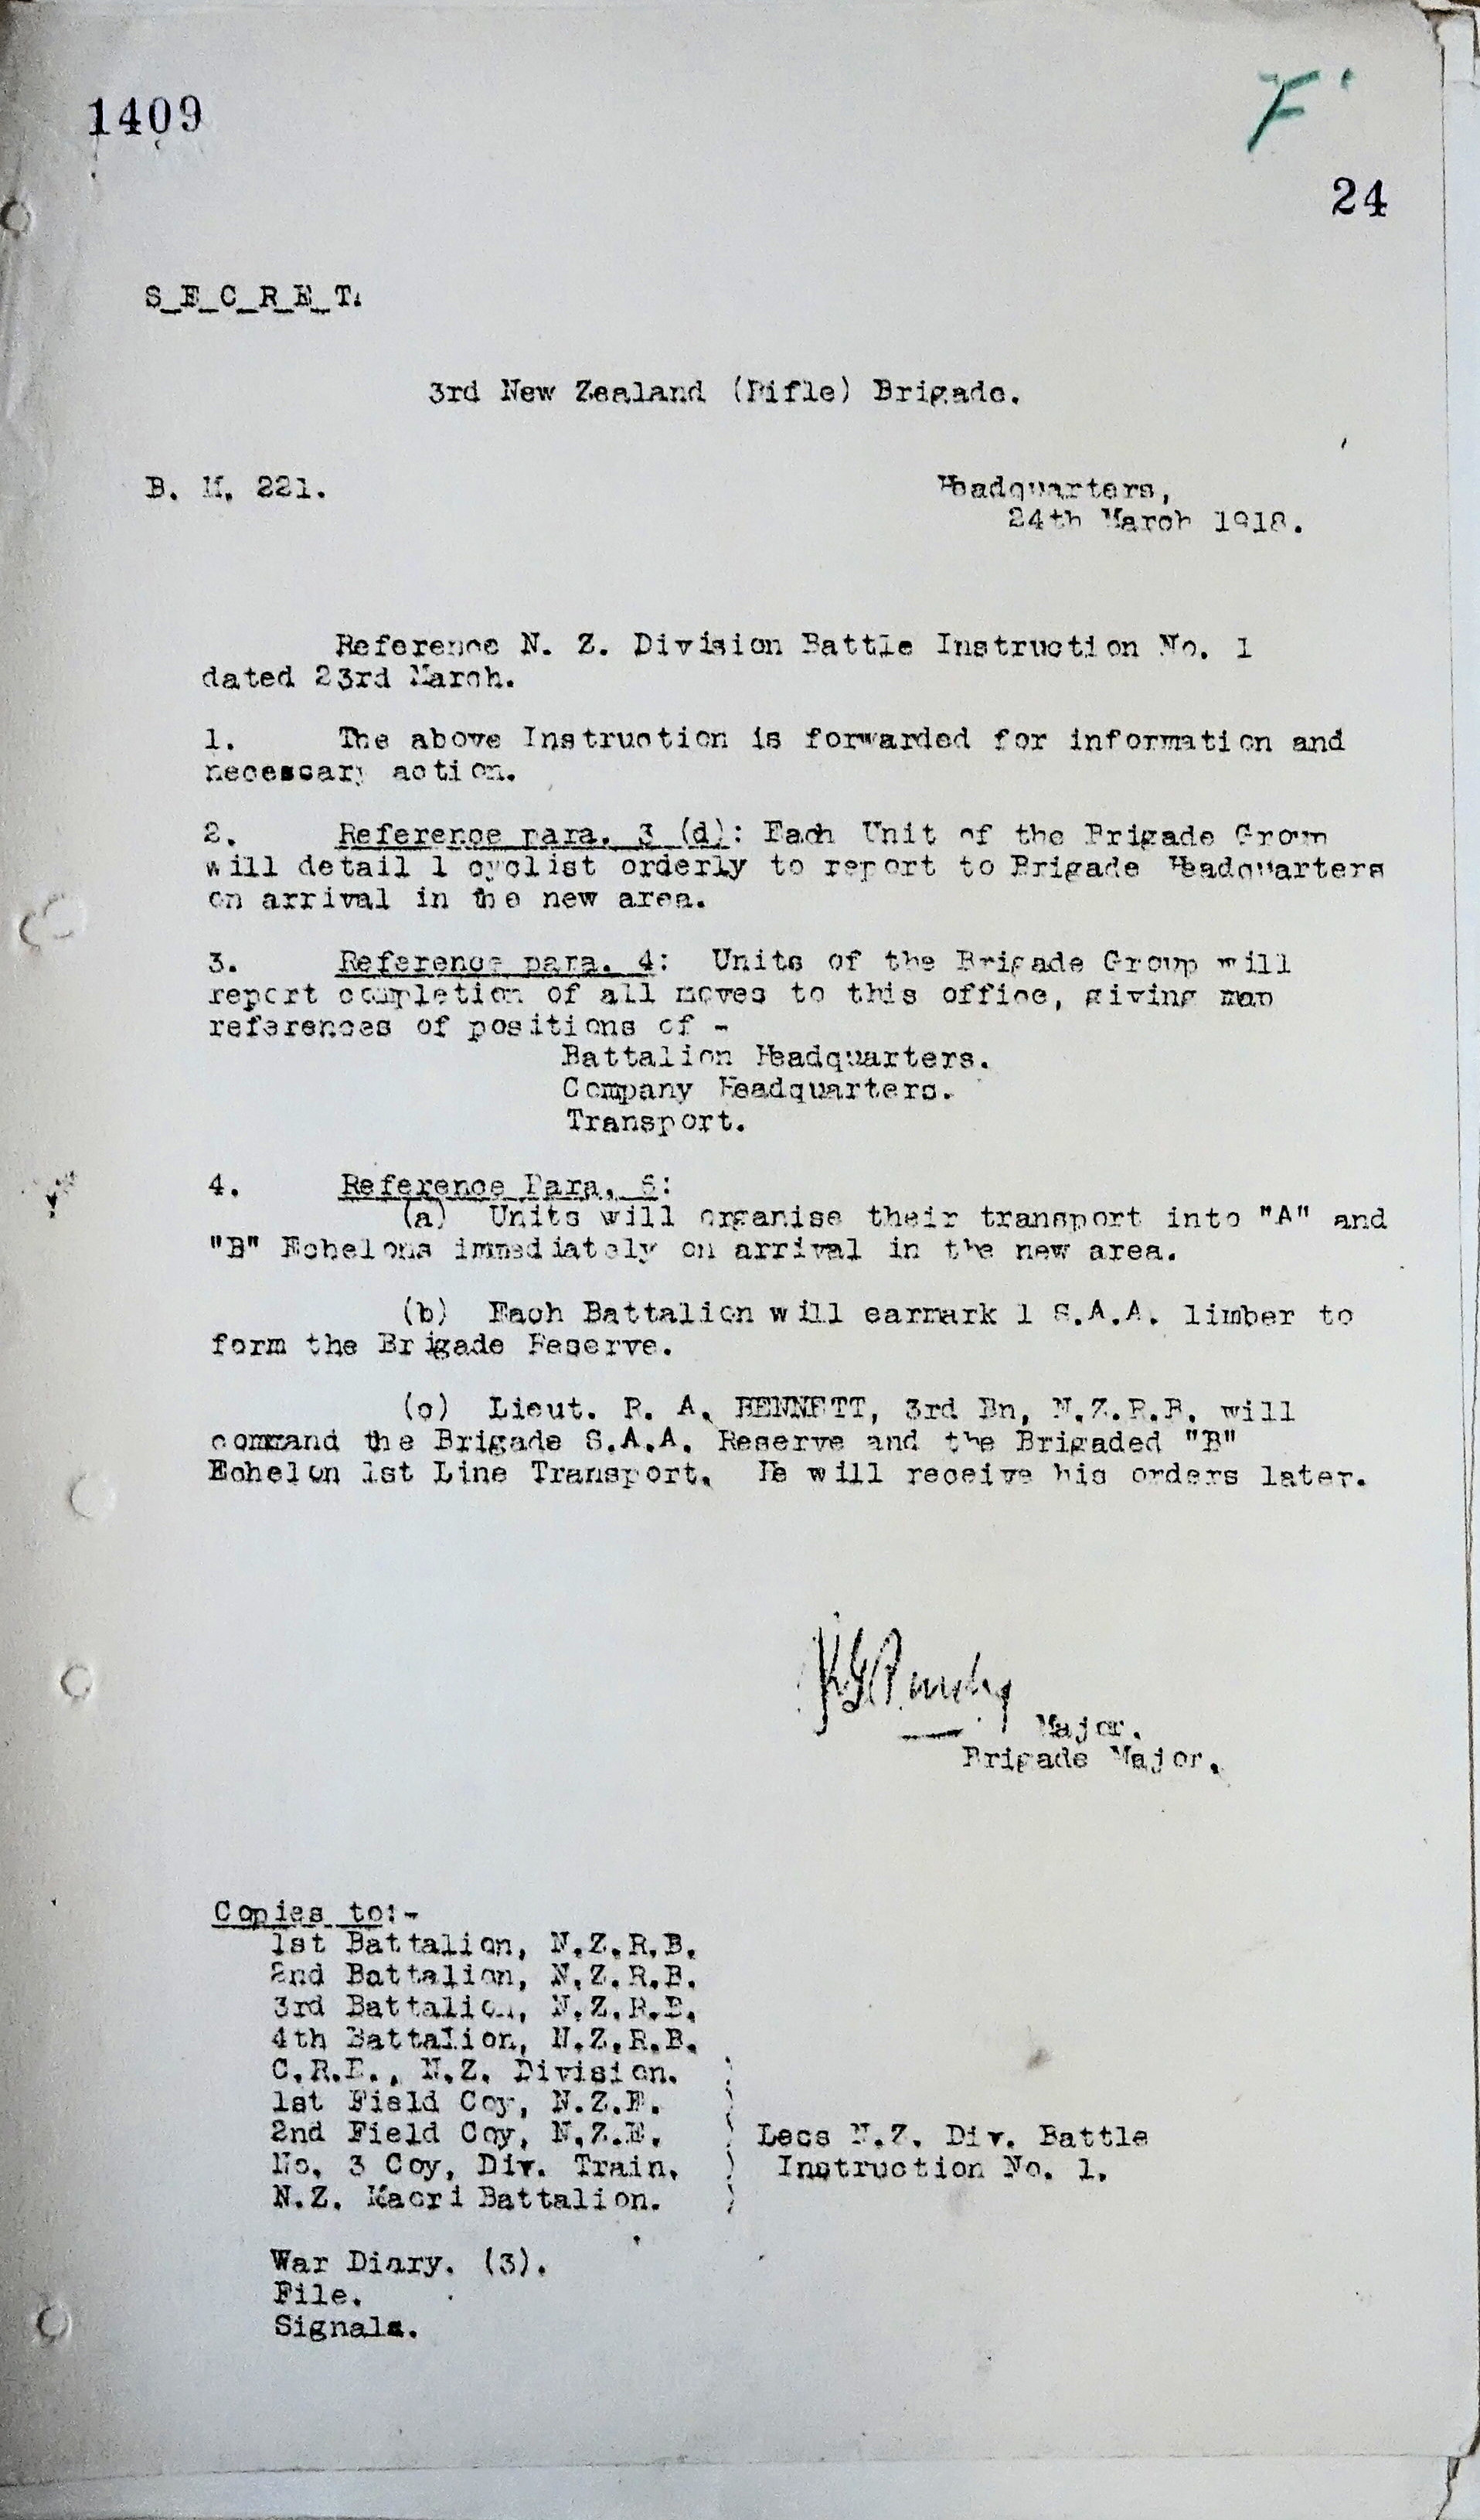 1409
F
24
S_E_C_R_E_T.
3rd New Zealand (Rifle) Brigade.
B. M. 221.
Headquarters,
24th March 1918.
Reference N. Z. Division Battle Instruction No. 1
dated 23rd March.
1. The above Instruction is forwarded for information and
necessary action.
2. Reference para. 3 (d): Each Unit of the Brigade Group
will detail 1 cyclist orderly to report to Brigade Headquarters
on arrival in the new area.
3. Reference para. 4: Units of the Brigade Group will
report completion of all moves to this office, giving map
references of positions of -
Battalion Headquarters.
Company Headquarters.
Transport.
4. Reference Para. 6:
(a) Units will organise their transport into "A" and
"B" Echelons immediately on arrival in the new area.
(b) Each Battalion will earmark 1 S.A.A. limber to
form the Brigade Reserve.
(c) Lieut. R. A. BENNETT, 3rd Bn, N.Z.R.B. will
command the Brigade S.A.A. Reserve and the Brigaded "B"
Echelon 1st Line Transport. He will receive his orders later.
Major.
Brigade Major.
Copies to:-
1st Battalion, N.Z.R.B.
2nd Battalion, N.Z.R.B.
3rd Battalion, N.Z.R.B.
4th Battalion, N.Z.R.B.
C.R.E., N.Z. Division.
1st Field Coy, N.Z.E.
2nd Field Coy, N.Z.E.
No. 3 Coy, Div. Train.
N.Z. Maori Battalion.
Less N.Z. Div. Battle
Instruction No. 1.
War Diary. (3).
File.
Signals.